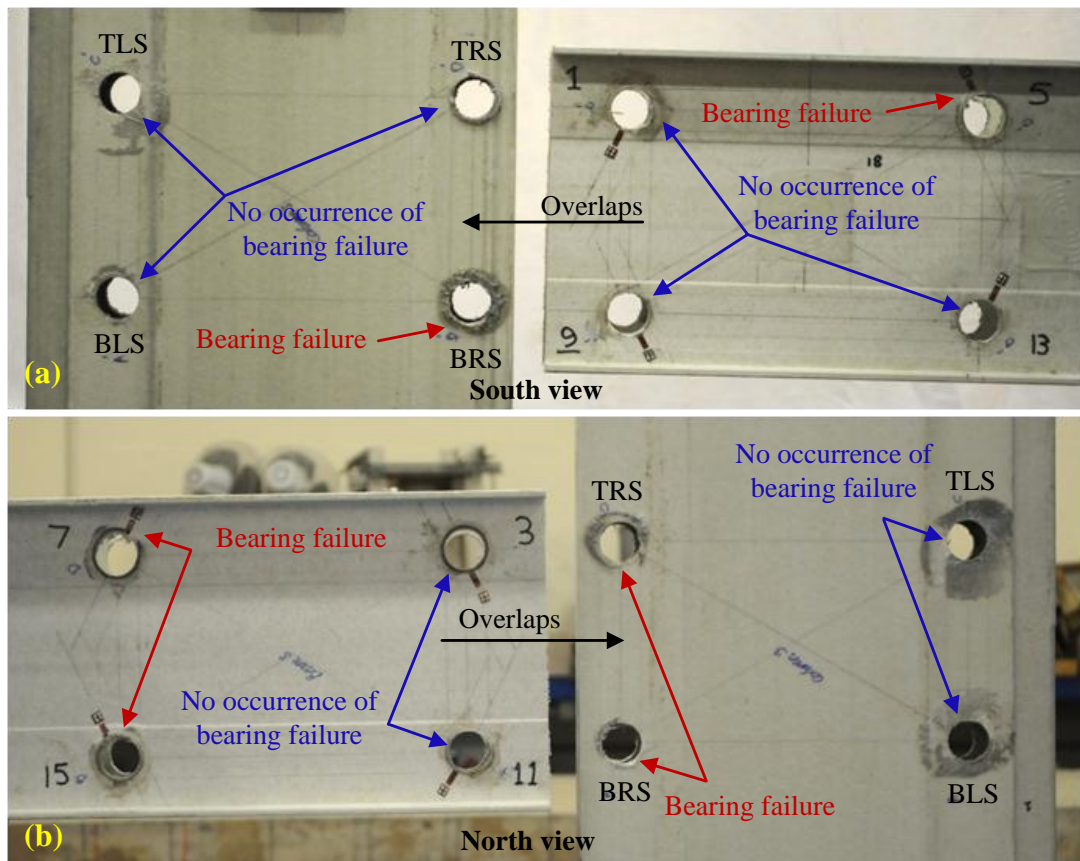 TLS
TRS
1
5
Bearing failure
18
No occurrence of
bearing failure
Overlaps
No occurrence of
bearing failure
Bearing failure
BLS
BRS
9
13
(a)
South view
7
3
Bearing failure
TRS
No occurrence of
bearing failure
TLS
Overlaps
No occurrence of
bearing failure
15
11
BRS
Bearing failure
BLS
(b)
North view